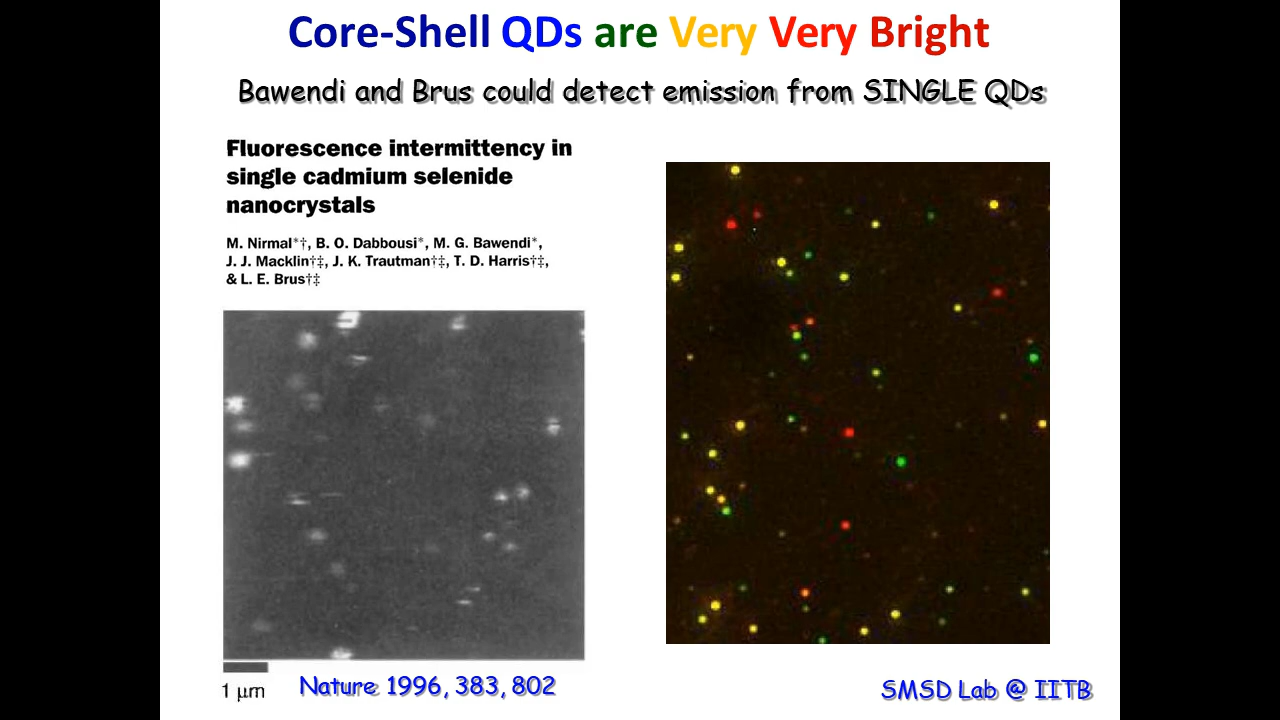 Core-Shell QDs are Very Very Bright
Bawendi and Brus could detect emission from SINGLE QDs
Fluorescence intermittency in
single cadmium selenide
nanocrystals
M. Nirmal*†, B. O. Dabbousi*, M. G. Bawendi*,
J. J. Macklin†‡, J. K. Trautman†‡, T. D. Harris†‡,
& L. E. Brus†‡
1 μm
Nature 1996, 383, 802
SMSD Lab @ IITB